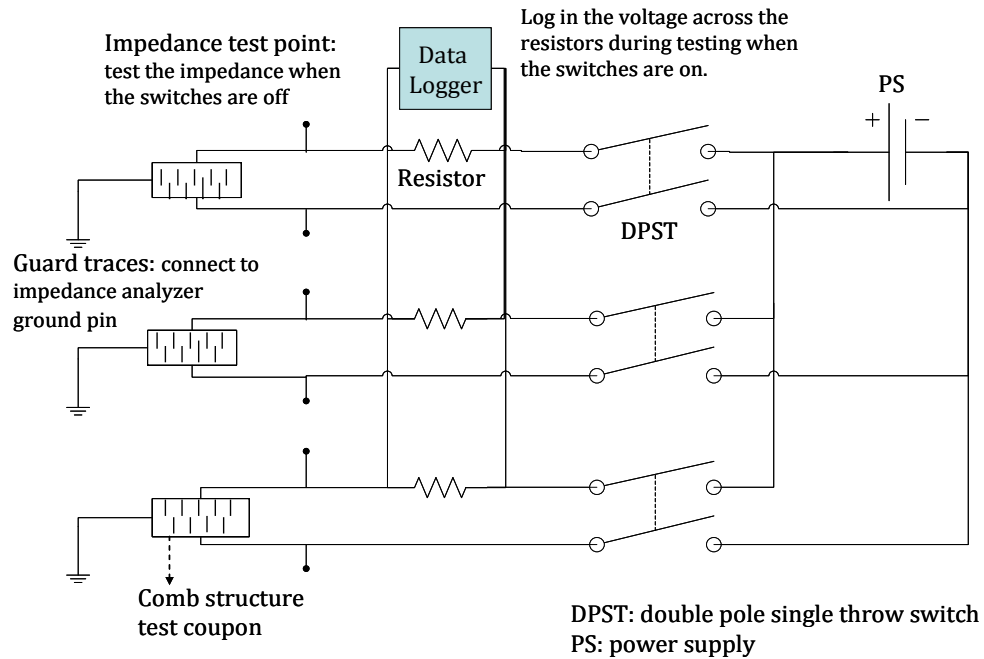 Impedance test point:
test the impedance when
the switches are off
Data
Logger
Log in the voltage across the
resistors during testing when
the switches are on.
PS
+
−
Resistor
DPST
Guard traces: connect to
impedance analyzer
ground pin
Comb structure
test coupon
DPST: double pole single throw switch
PS: power supply